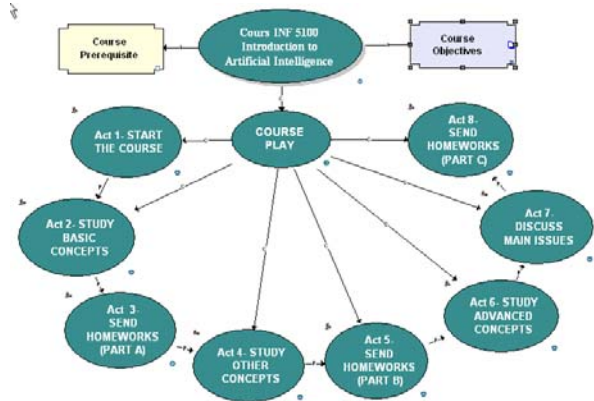 Course
Prerequisite
Cours INF 5100
Introduction to
Artificial Intelligence
Course
Objectives
Act 1- START
THE COURSE
COURSE
PLAY
Act 8-
SEND
HOMEWORKS
(PART C)
Act 2- STUDY
BASIC
CONCEPTS
Act 7-
DISCUSS
MAIN ISSUES
Act 3-
SEND
HOMEWORKS
(PART A)
Act 4- STUDY
OTHER
CONCEPTS
Act 5-
SEND
HOMEWORKS
(PART B)
Act 6- STUDY
ADVANCED
CONCEPTS